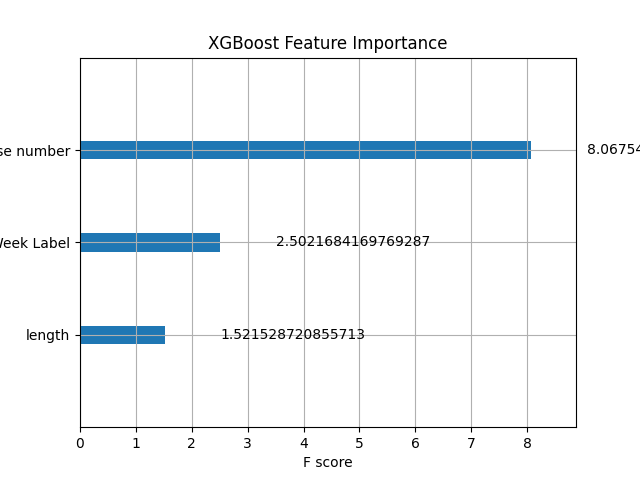 XGBoost Feature Importance
se number
8.06754
Week Label
2.5021684169769287
length
1.521528720855713
0 1 2 3 4 5 6 7 8
F score